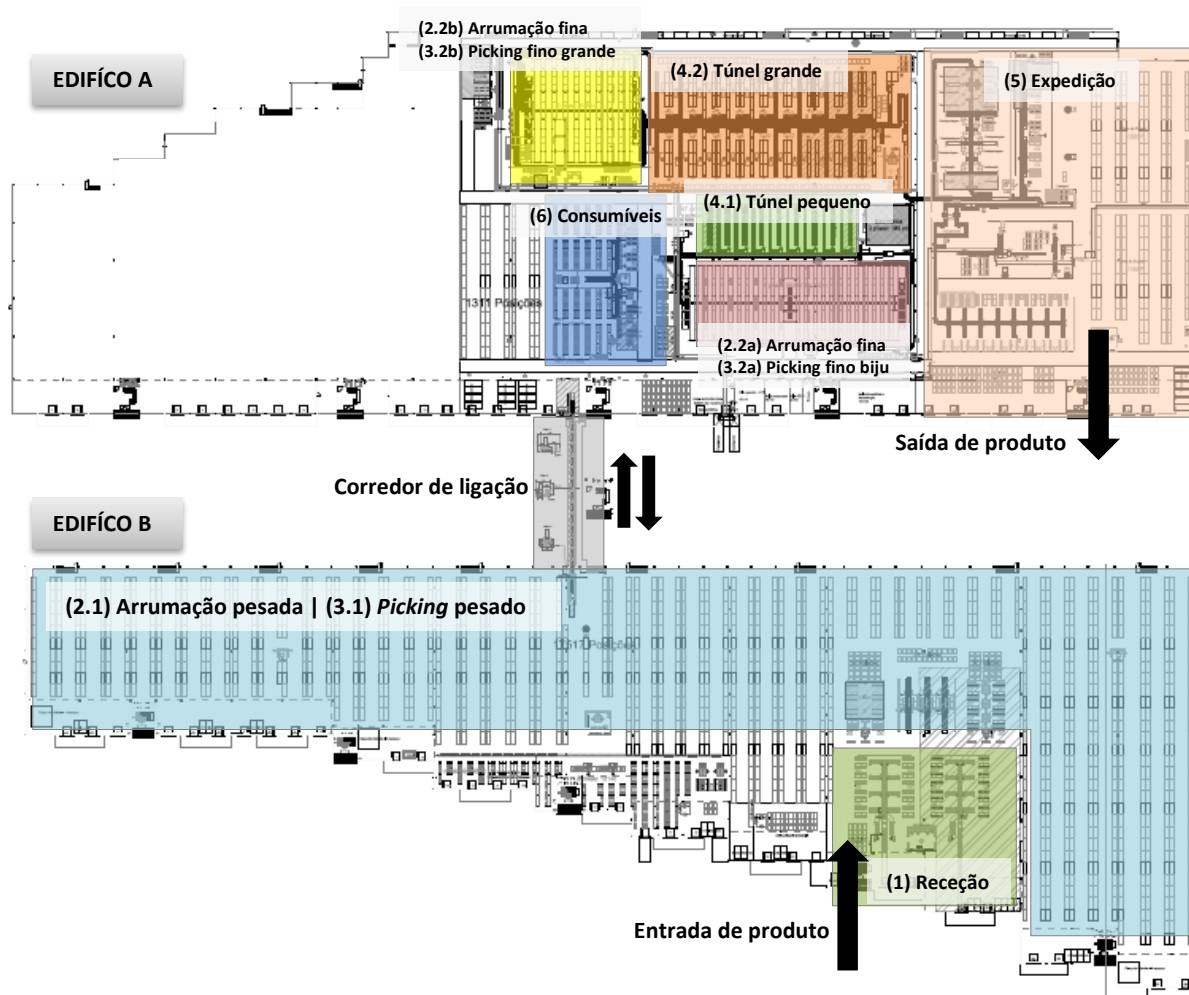 (2.2b) Arrumação fina
(3.2b) Picking fino grande
EDIFÍCO A
(4.2) Túnel grande
(5) Expedição
(4.1) Túnel pequeno
(6) Consumíveis
1311 Posições
(2.2a) Arrumação fina
(3.2a) Picking fino biju
Saída de produto
Corredor de ligação
EDIFÍCO B
(2.1) Arrumação pesada | (3.1) Picking pesado
Posições
(1) Receção
Entrada de produto